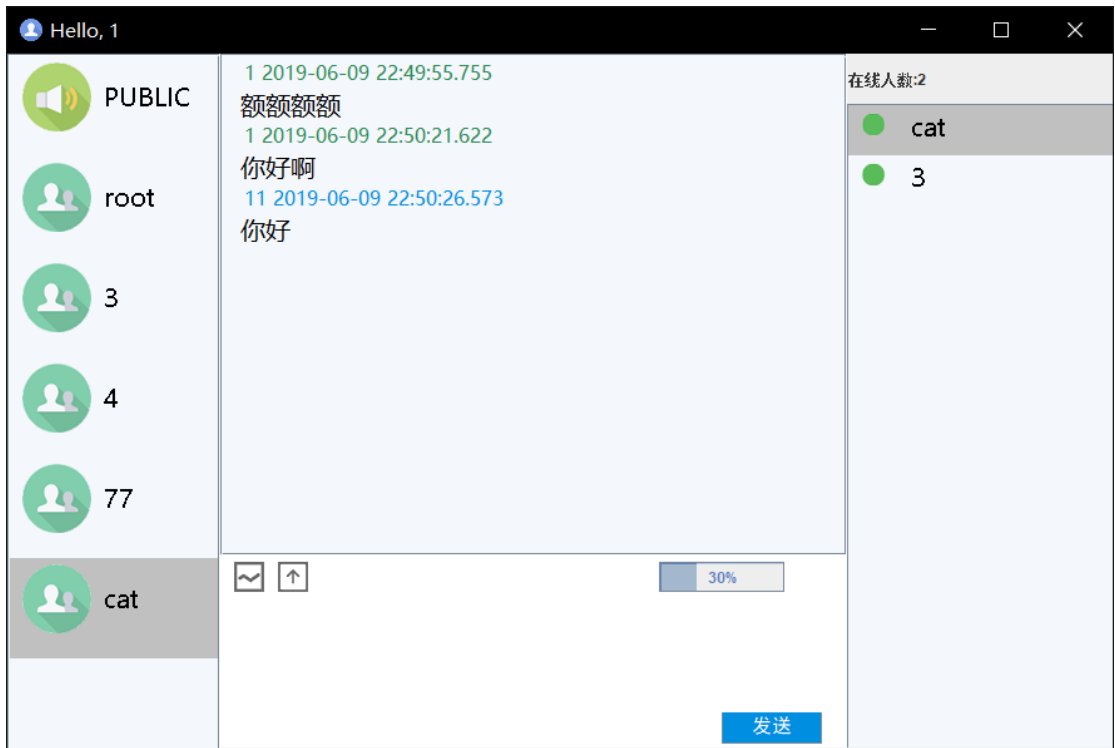 Hello, 1
PUBLIC
root
3
4
77
cat
1 2019-06-09 22:49:55.755
额额额额
1 2019-06-09 22:50:21.622
你好啊
11 2019-06-09 22:50:26.573
你好
30%
发送
在线人数:2
cat
3